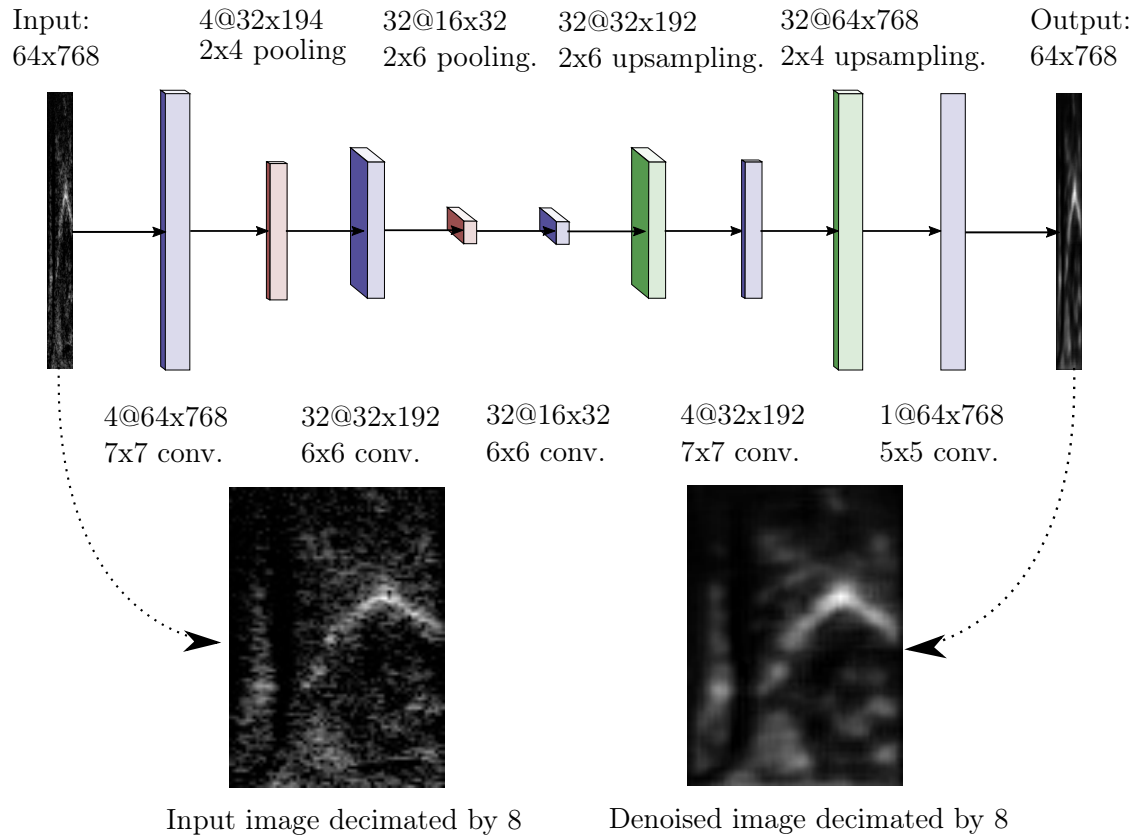 Input:
64x768
4@32x194
2x4 pooling
32@16x32
2x6 pooling.
32@32x192
2x6 upsampling.
32@64x768
2x4 upsampling.
Output:
64x768
4@64x768
7x7 conv.
32@32x192
6x6 conv.
32@16x32
6x6 conv.
4@32x192
7x7 conv.
1@64x768
5x5 conv.
Input image decimated by 8
Denoised image decimated by 8